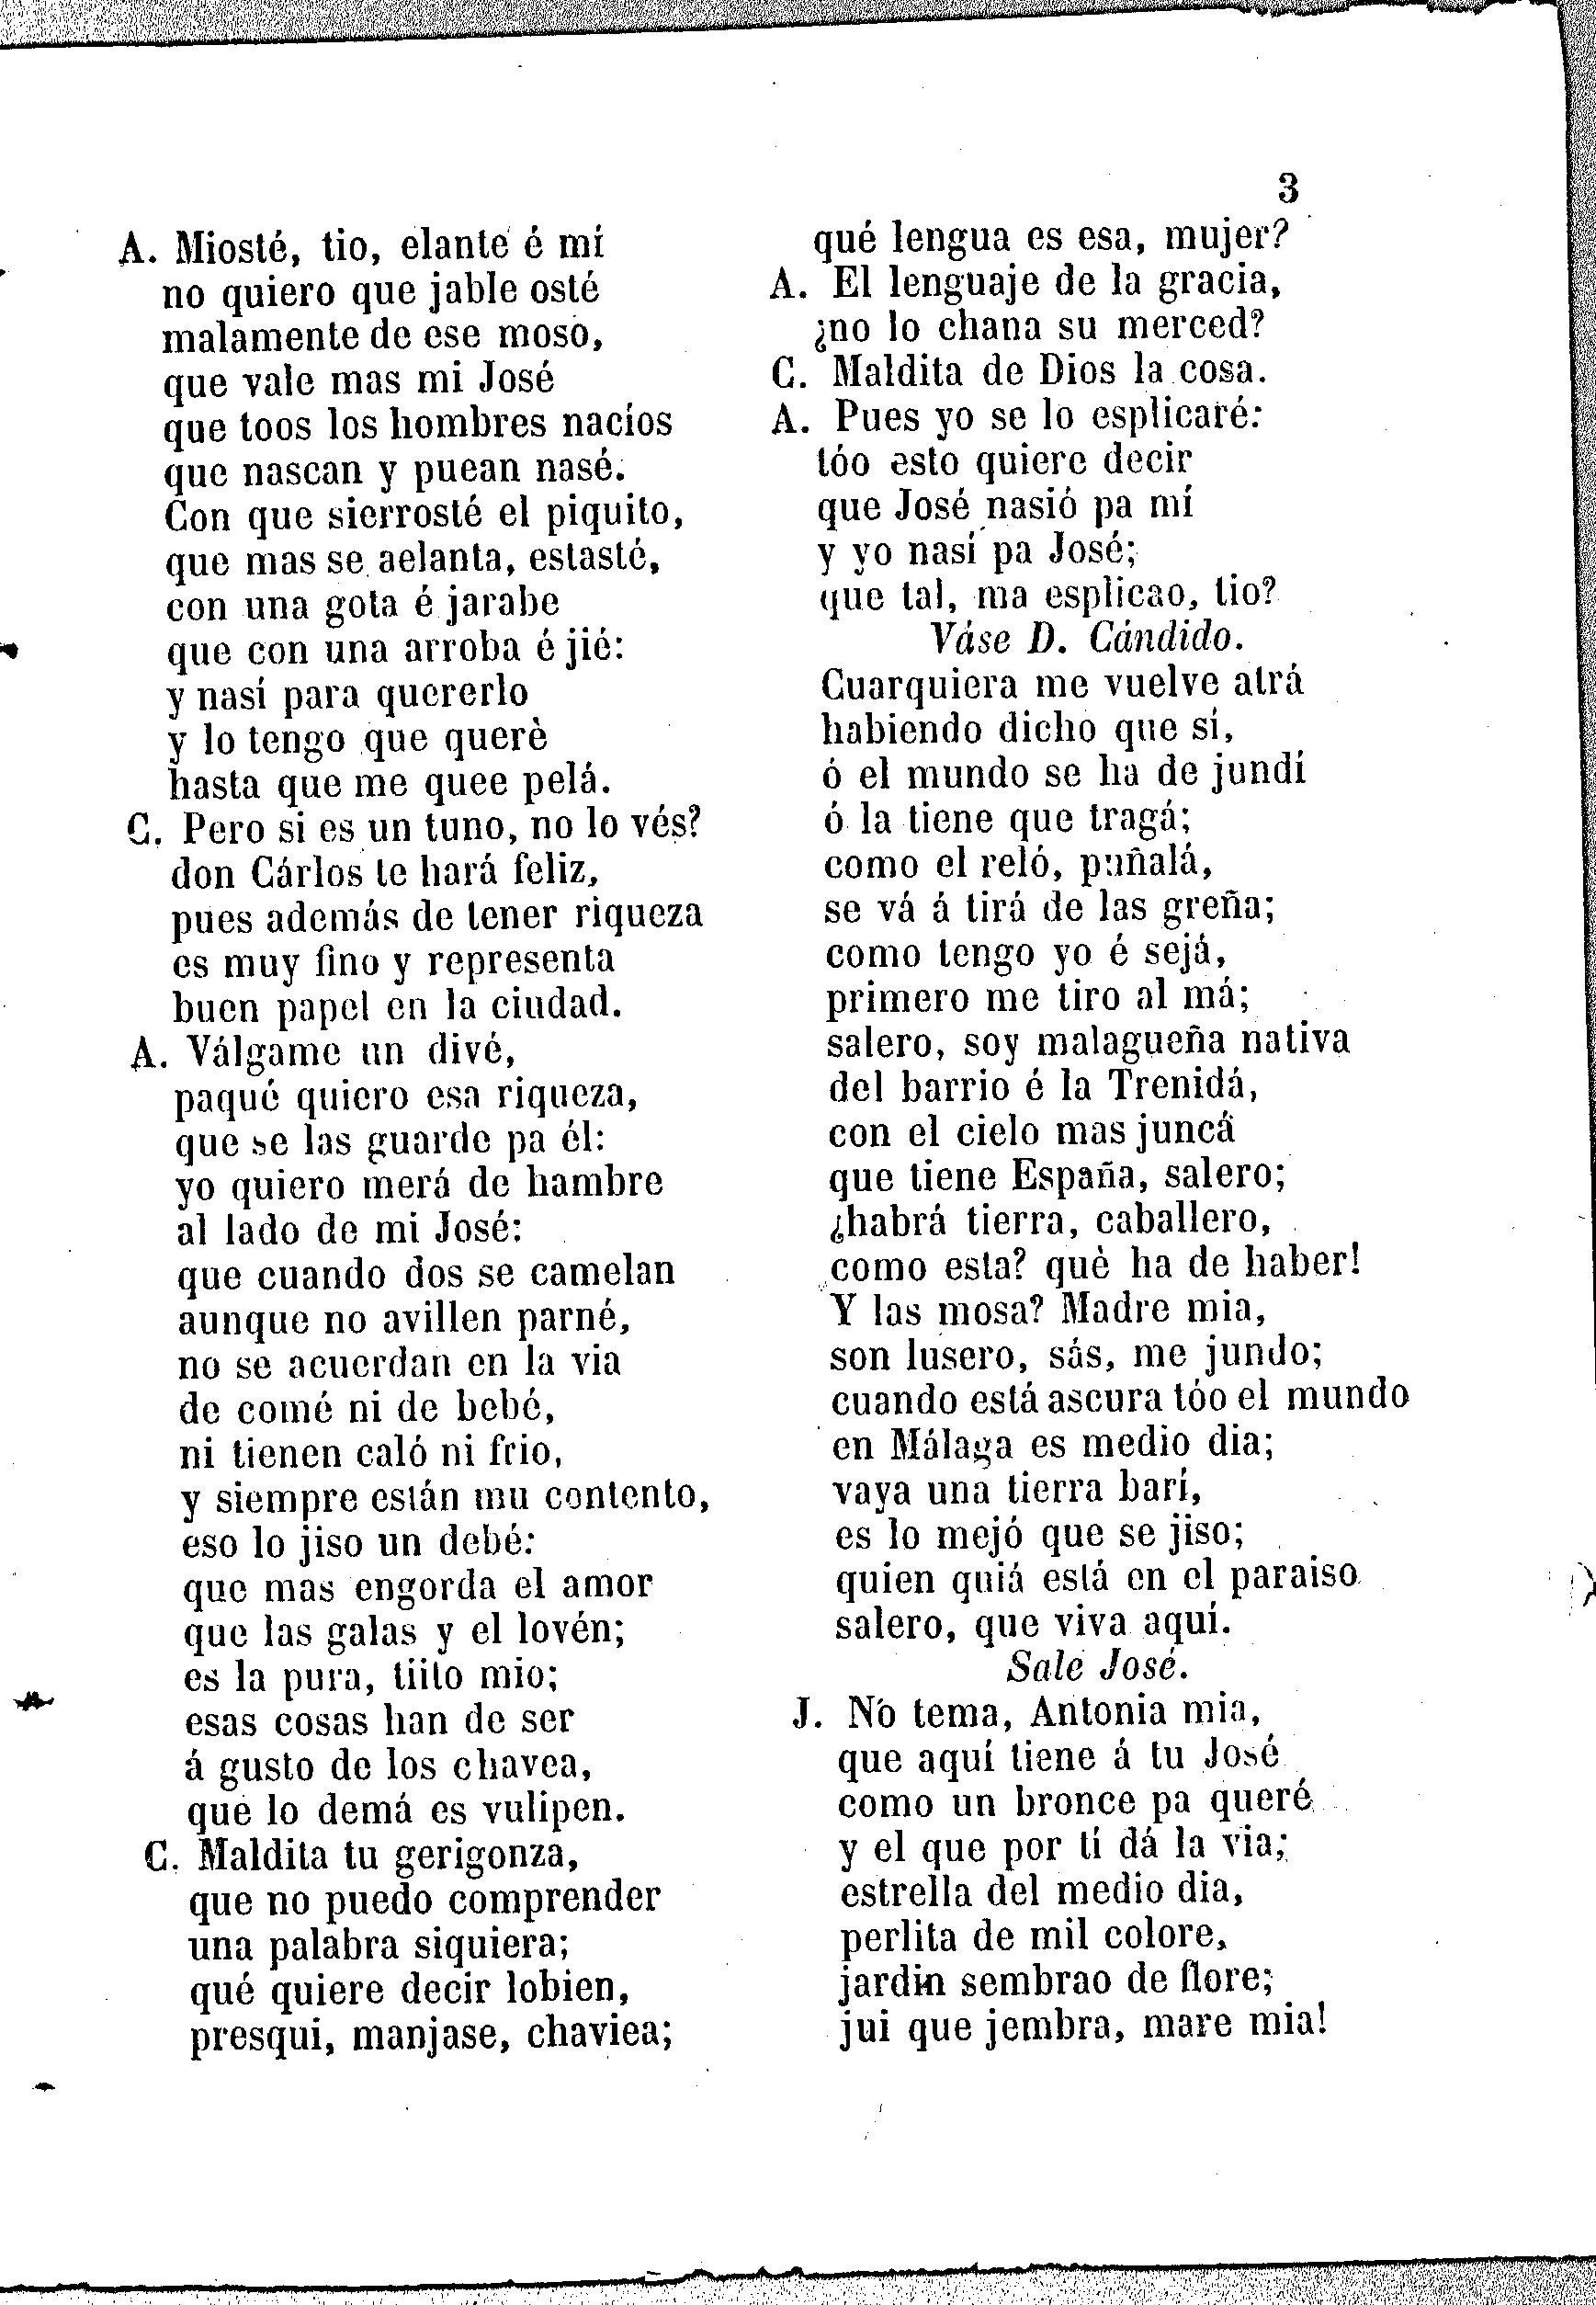 3
A. Miosté, tio, elante é mí
no quiero que jable osté
malamente de ese moso,
que vale mas mi José
que toos los hombres nacíos
que nascan y puean nasé.
Con que sierrosté el piquito,
que mas se aelanta, estasté,
con una gota é jarabe
que con una arroba é jié:
y nasí para quererlo
y lo tengo que querè
hasta que me quee pelá.
C. Pero si es un tuno, no lo vés?
don Cárlos te hará feliz,
pues además de tener riqueza
es muy fino y representa
buen papel en la ciudad.
A. Válgame un divé,
paqué quiero esa riqueza,
que se las guarde pa él:
yo quiero merá de hambre
al lado de mi José:
que cuando dos se camelan
aunque no avillen parné,
no se acuerdan en la via
de comé ni de bebé,
ni tienen caló ni frio,
y siempre están mu contento,
eso lo jiso un debé:
que mas engorda el amor
que las galas y el lovén;
es la pura, tiito mio;
esas cosas han de ser
á gusto de los chavea,
que lo demá es vulipen.
C. Maldita tu gerigonza,
que no puedo comprender
una palabra siquiera;
qué quiere decir lobien,
presqui, manjase, chaviea;
qué lengua es esa, mujer?
A. El lenguaje de la gracia,
¿no lo chana su merced?
C. Maldita de Dios la cosa.
A. Pues yo se lo esplicaré:
tóo esto quiere decir
que José nasió pa mí
y yo nasí pa José;
que tal, ma esplicao, tio?
Váse D. Cándido.
Cuarquiera me vuelve atrá
habiendo dicho que sí,
ó el mundo se ha de jundí
ó la tiene que tragá;
como el reló, puñalá,
se vá á tirá de las greña;
como tengo yo é sejá,
primero me tiro al má;
salero, soy malagueña nativa
del barrio é la Trenidá,
con el cielo mas juncá
que tiene España, salero;
¿habrá tierra, caballero,
como esta? què ha de haber!
Y las mosa? Madre mia,
son lusero, sás, me jundo;
cuando está ascura tóo el mundo
en Málaga es medio dia;
vaya una tierra barí,
es lo mejó que se jiso;
quien quiá está en el paraiso
salero, que viva aquí.
Sale José.
J. No tema, Antonia mia,
que aquí tiene á tu José
como un bronce pa queré
y el que por tí dá la via;
estrella del medio dia,
perlita de mil colore,
jardin sembrao de flore;
jui que jembra, mare mia!